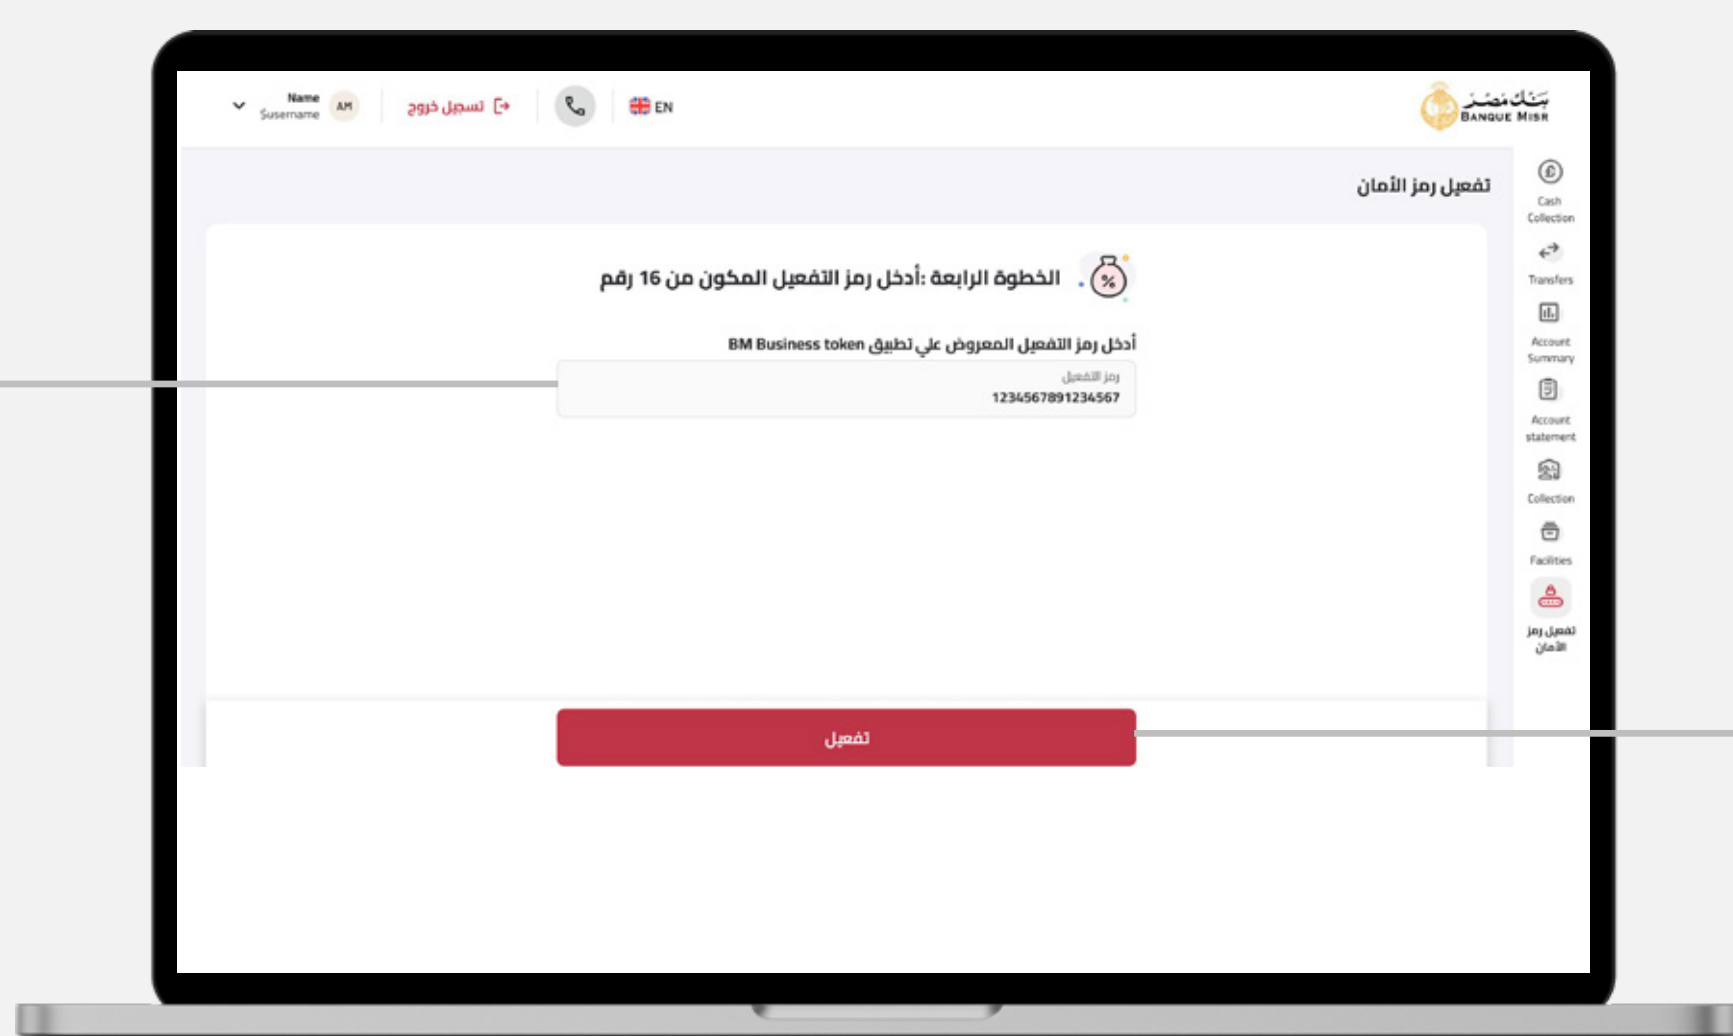 بنك مصر
BANQUE MISR
EN
تسجيل خروج
AM
Name
$username
تفعيل رمز الأمان
Cash
Collection
Transfers
Account
Summary
Account
statement
Collection
Facilities
تفعيل رمز
الأمان
الخطوة الرابعة :أدخل رمز التفعيل المكون من 16 رقم
أدخل رمز التفعيل المعروض علي تطبيق BM Business token
رمز التفعيل
1234567891234567
تفعيل